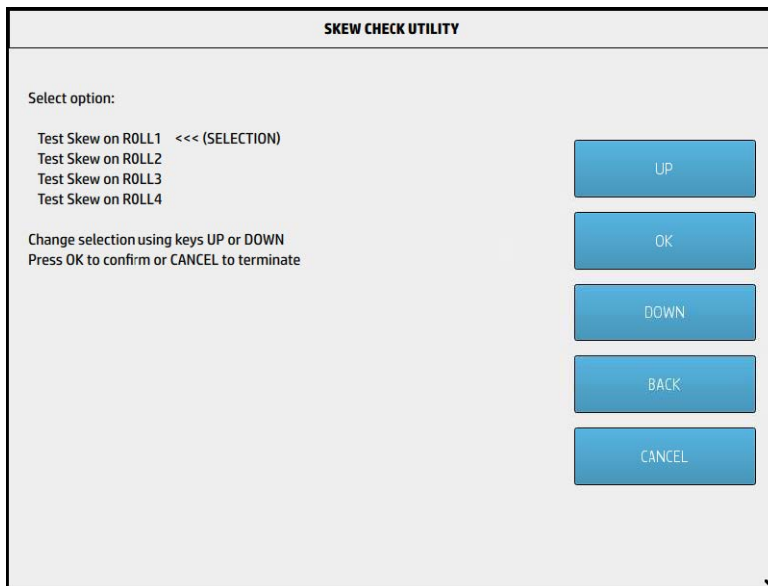 SKEW CHECK UTILITY
Select option:
Test Skew on ROLL1 <<< (SELECTION)
Test Skew on ROLL2
Test Skew on ROLL3
Test Skew on ROLL4
Change selection using keys UP or DOWN
Press OK to confirm or CANCEL to terminate
UP
OK
DOWN
BACK
CANCEL